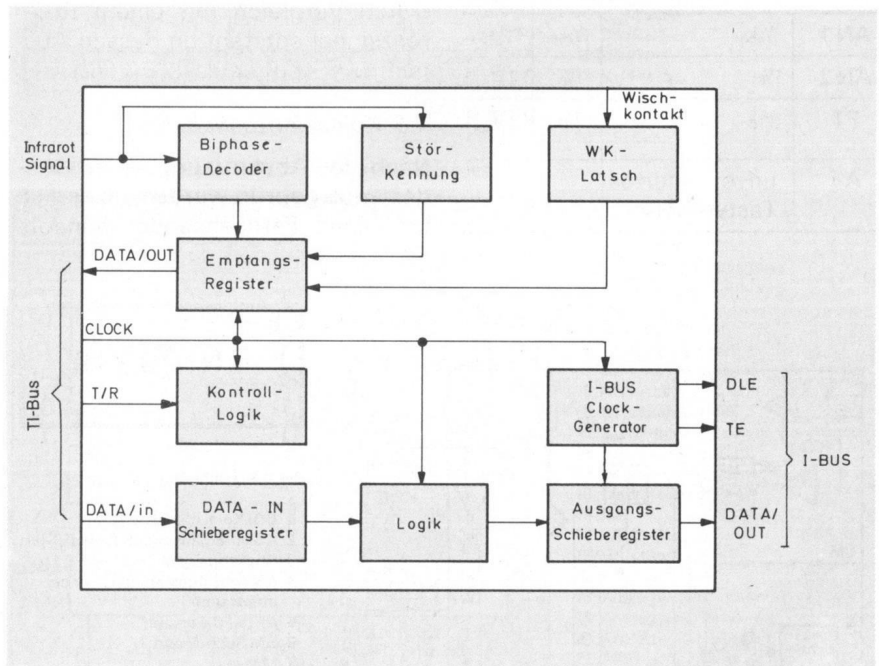 Wisch-
kontakt
Infrarot
Signal
Biphase-
Decoder
Stör-
Kennung
WK-
Latsch
DATA/OUT
Empfangs-
Register
CLOCK
T/R
Kontroll-
Logik
I-BUS
Clock-
Generator
DLE
TE
TI-Bus
I-BUS
DATA/in
DATA - IN
Schieberegister
Logik
Ausgangs-
Schieberegister
DATA/
OUT